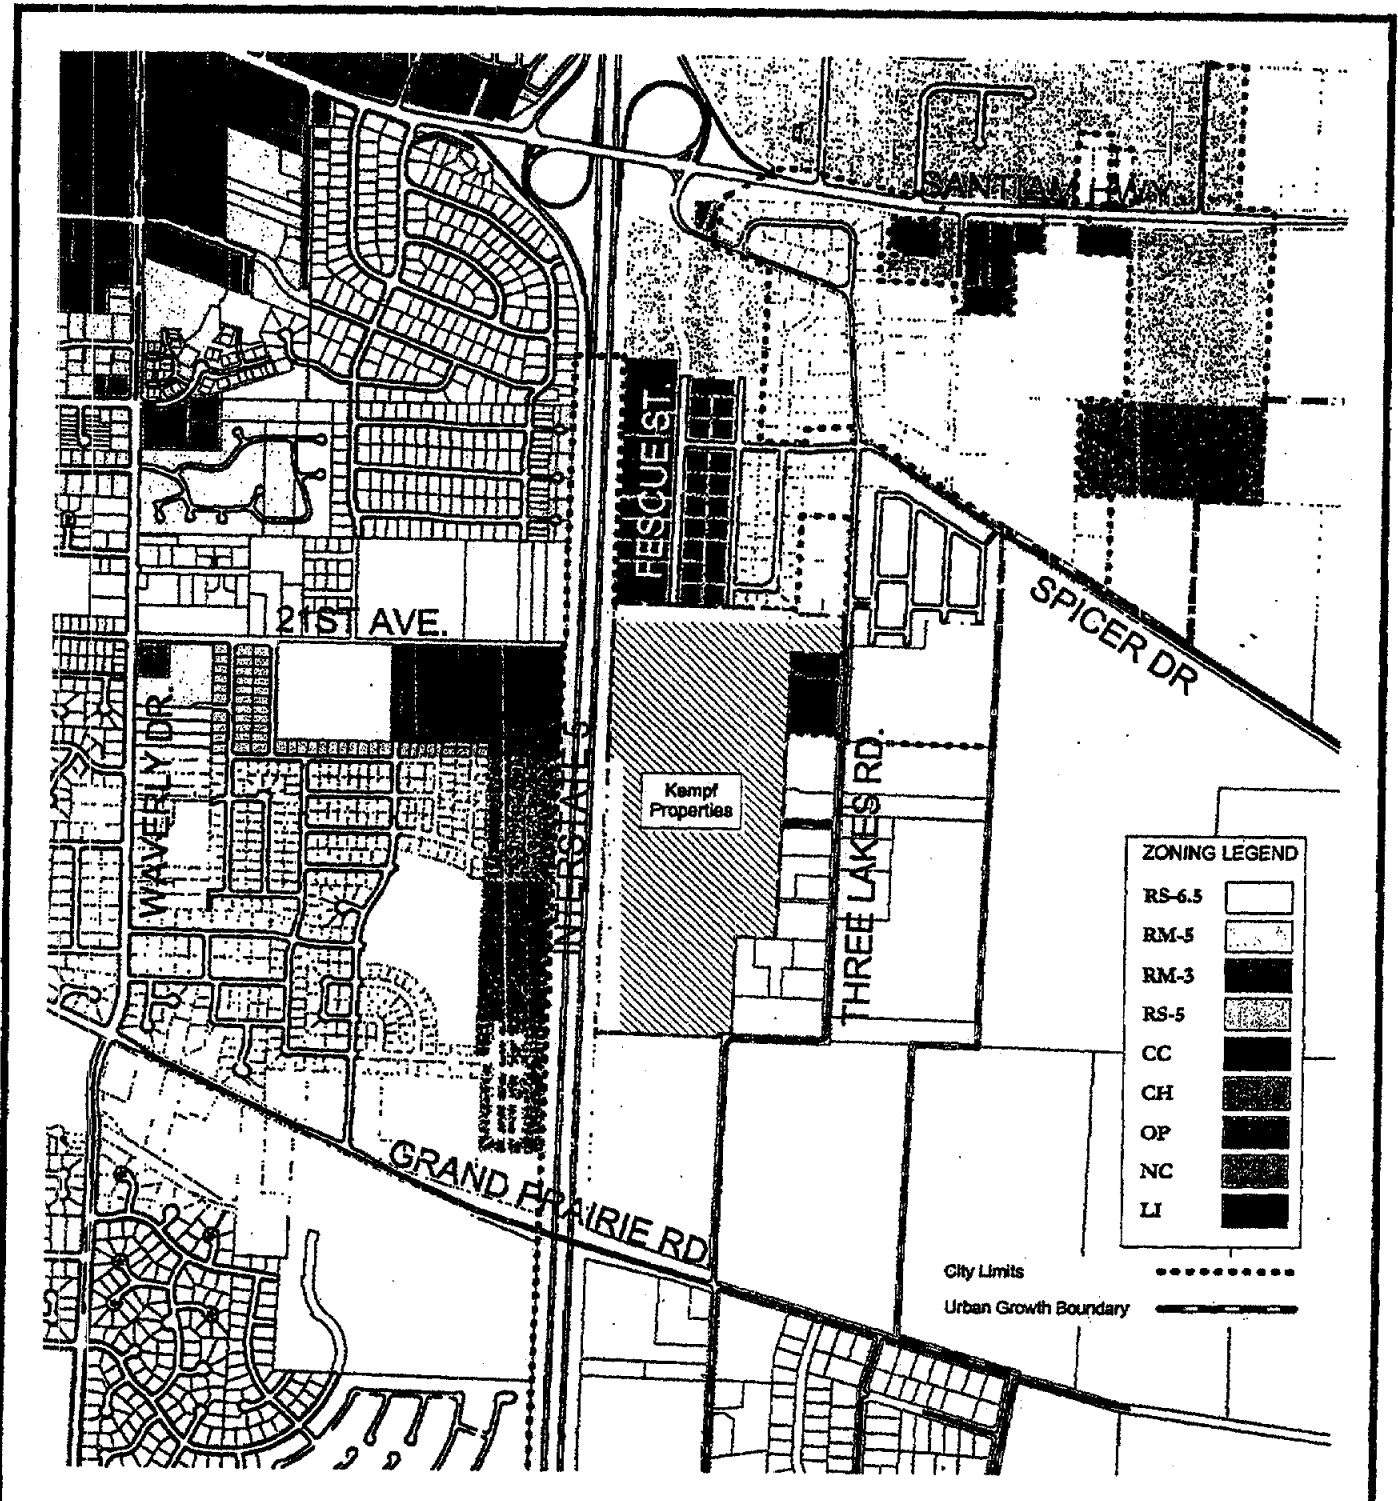 SANTIAM HWY.
FESCUE ST.
SPICER DR
21ST AVE.
WAVERLY DR.
INTERSTATE 5
Kempf
Properties
THREE LAKES RD.
GRAND PRAIRIE RD.
ZONING LEGEND
RS-6.5
RM-5
RM-3
RS-5
CC
CH
OP
NC
LI
City Limits
Urban Growth Boundary